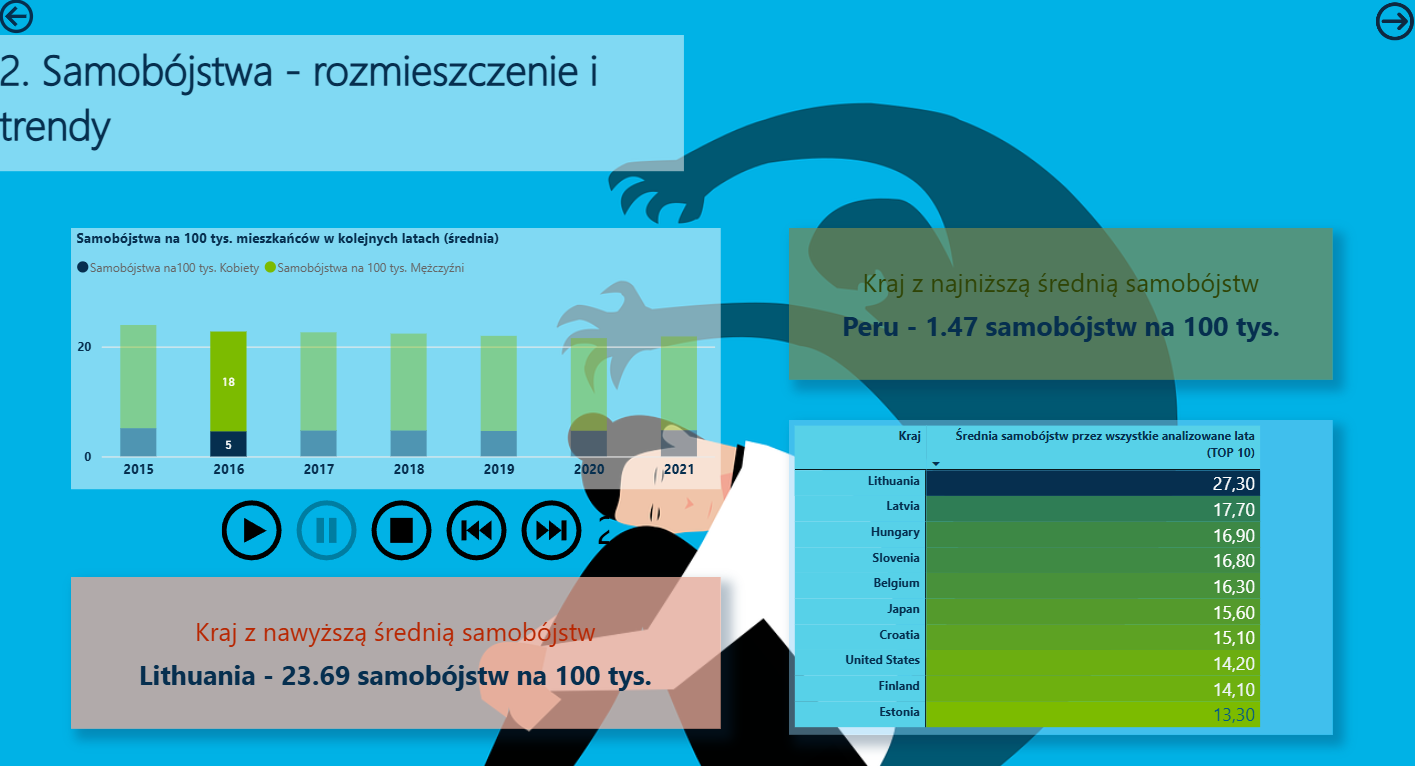 2. Samobójstwa - rozmieszczenie i
trendy
Samobójstwa na 100 tys. mieszkańców w kolejnych latach (średnia)
Samobójstwa na100 tys. Kobiety Samobójstwa na 100 tys. Mężczyźni
20
18
5
0
2015 2016 2017 2018 2019 2020 2021
2
Kraj z nawyższą średnią samobójstw
Lithuania - 23.69 samobójstw na 100 tys.
Kraj z najniższą średnią samobójstw
Peru - 1.47 samobójstw na 100 tys.
Kraj Średnia samobójstw przez wszystkie analizowane lata
(TOP 10)
Lithuania 27,30
Latvia 17,70
Hungary 16,90
Slovenia 16,80
Belgium 16,30
Japan 15,60
Croatia 15,10
United States 14,20
Finland 14,10
Estonia 13,30